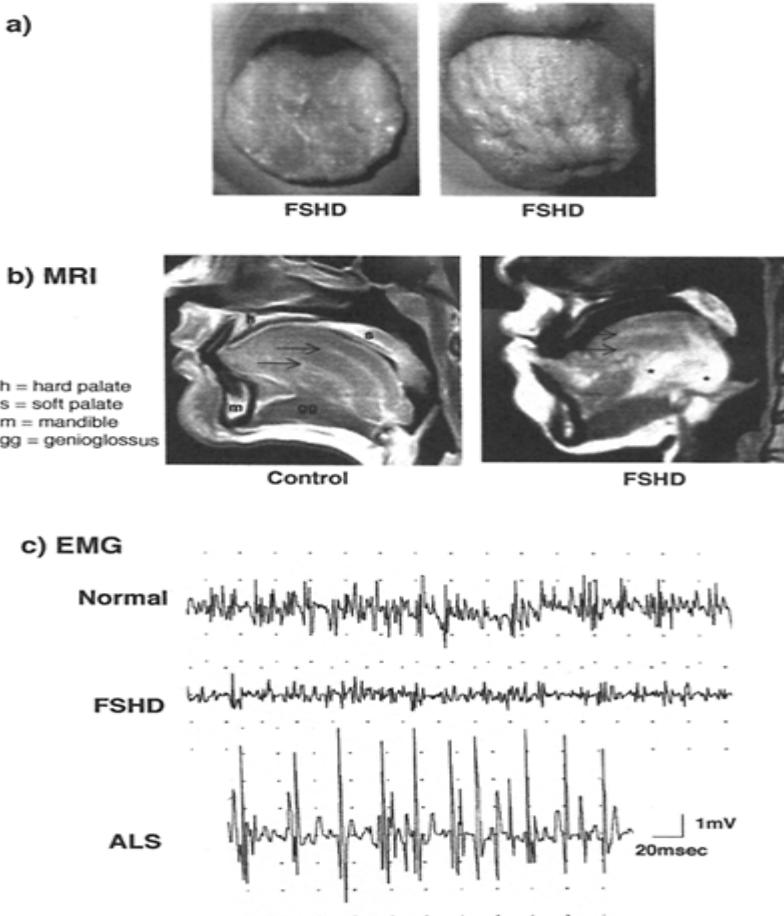 a)
FSHD
FSHD
b) MRI
h
s
m
gg
h = hard palate
s = soft palate
m = mandible
gg = genioglossus
Control
FSHD
c) EMG
Normal
FSHD
ALS
1mV
20msec